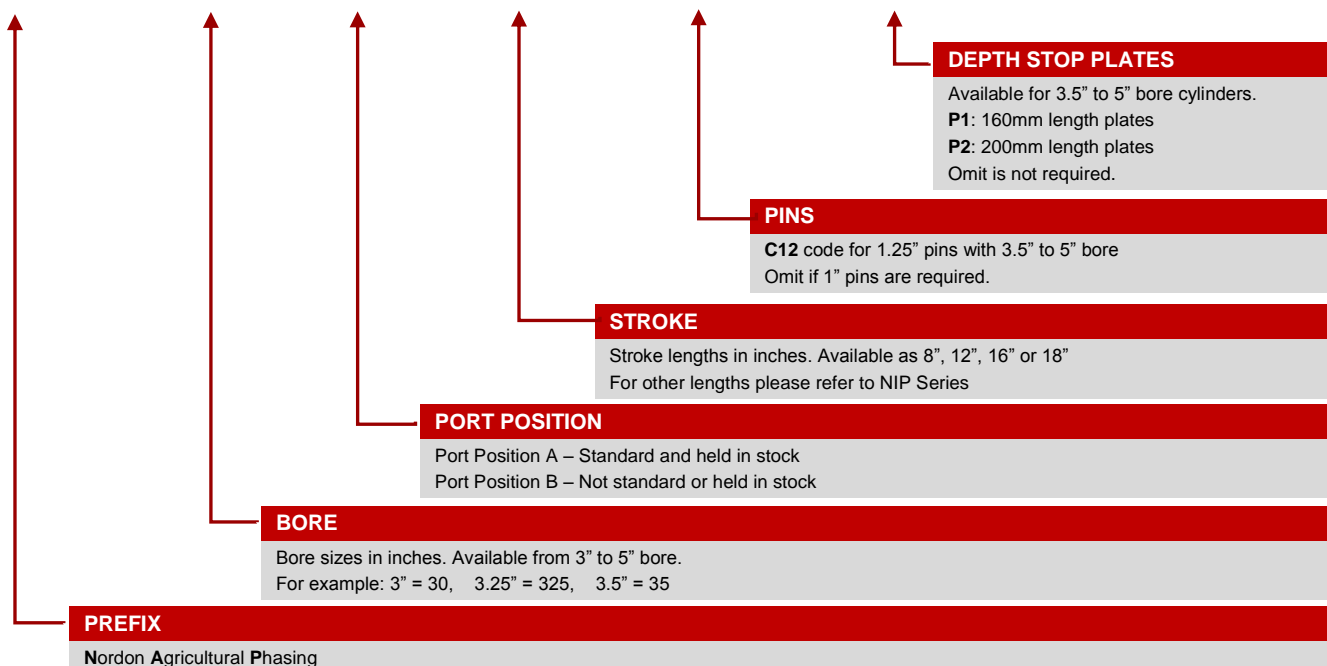 DEPTH STOP PLATES
Available for 3.5” to 5” bore cylinders.
P1: 160mm length plates
P2: 200mm length plates
Omit is not required.
PINS
C12 code for 1.25” pins with 3.5” to 5” bore
Omit if 1” pins are required.
STROKE
Stroke lengths in inches. Available as 8”, 12”, 16” or 18”
For other lengths please refer to NIP Series
PORT POSITION
Port Position A – Standard and held in stock
Port Position B – Not standard or held in stock
BORE
Bore sizes in inches. Available from 3” to 5” bore.
For example: 3” = 30, 3.25” = 325, 3.5” = 35
PREFIX
Nordon Agricultural Phasing